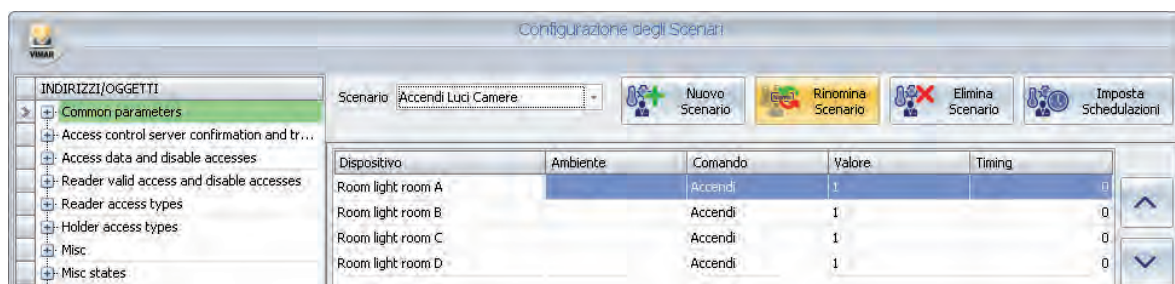 Configurazione degli Scenari
VIMAR
INDIRIZZI/OGGETTI
Common parameters
Access control server confirmation and tr...
Access data and disable accesses
Reader valid access and disable accesses
Reader access types
Holder access types
Misc
Misc states
Scenario Accendi Luci Camere
Nuovo
Scenario
Rinomina
Scenario
Elimina
Scenario
Imposta
Schedulazioni
Dispositivo Ambiente Comando Valore Timing
Room light room A Accendi 1 0
Room light room B Accendi 1 0
Room light room C Accendi 1 0
Room light room D Accendi 1 0